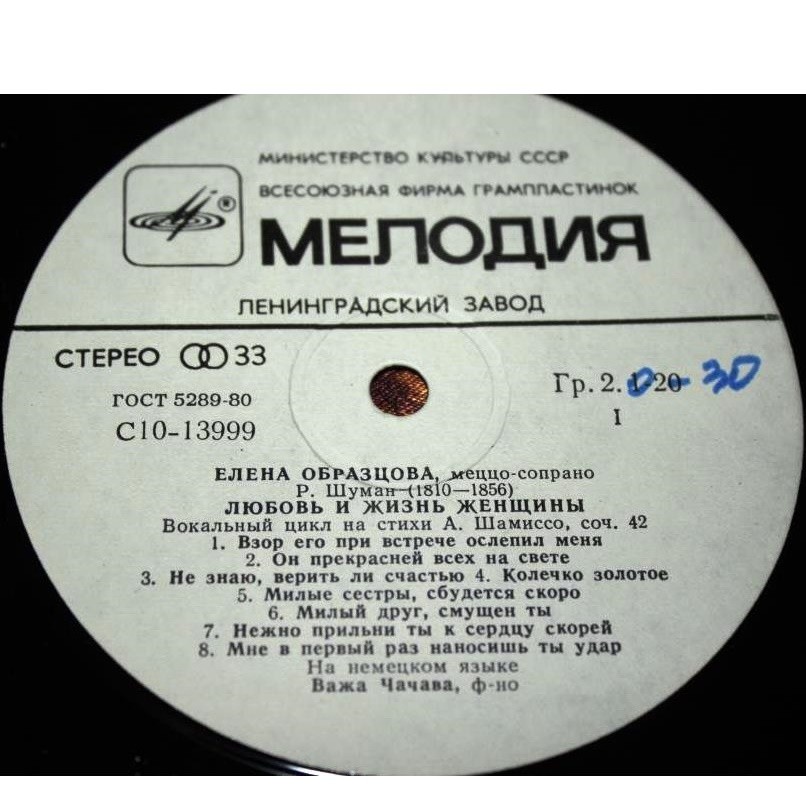 МИНИСТЕРСТВО КУЛЬТУРЫ СССР
ВСЕСОЮЗНАЯ ФИРМА ГРАМПЛАСТИНОК
®
МЕЛОДИЯ
ЛЕНИНГРАДСКИЙ ЗАВОД
СТЕРЕО 33
Гр. 2. 1-20 0-30
ГОСТ 5289-80
I
С10-13999
ЕЛЕНА ОБРАЗЦОВА, меццо-сопрано
Р. Шуман (1810—1856)
ЛЮБОВЬ И ЖИЗНЬ ЖЕНЩИНЫ
Вокальный цикл на стихи А. Шамиссо, соч. 42
1. Взор его при встрече ослепил меня
2. Он прекрасней всех на свете
3. Не знаю, верить ли счастью 4. Колечко золотое
5. Милые сестры, сбудется скоро
6. Милый друг, смущен ты
7. Нежно прильни ты к сердцу скорей
8. Мне в первый раз наносишь ты удар
На немецком языке
Важа Чачава, ф-но